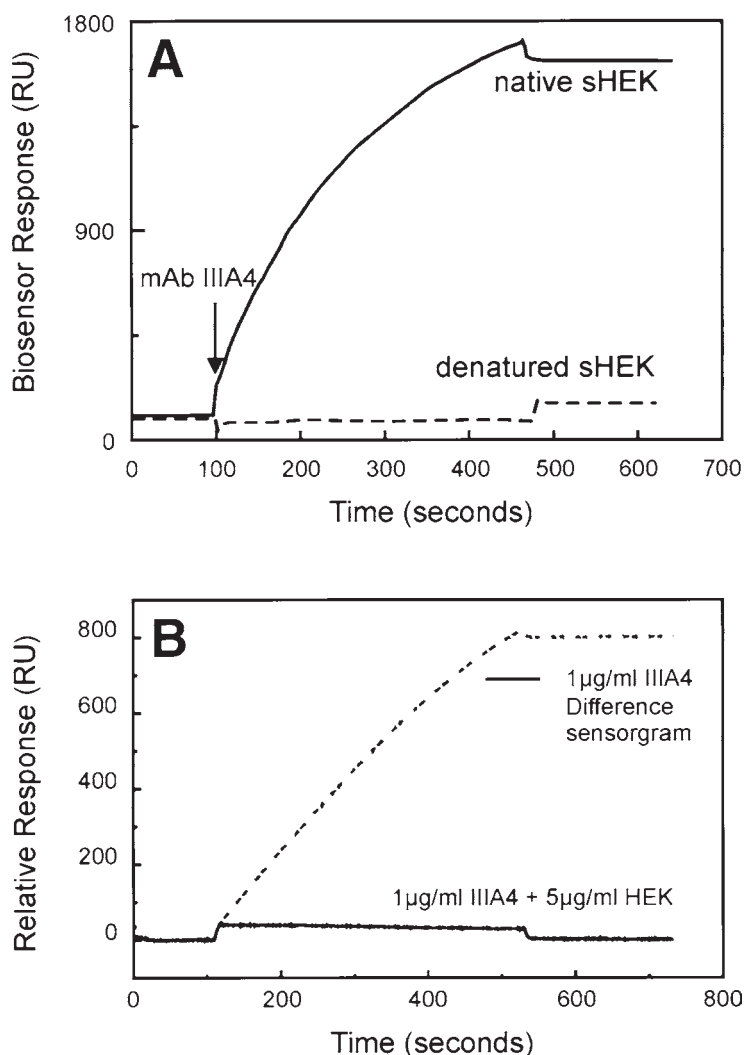 A
1800
900
0
Biosensor Response (RU)
native sHEK
mAb IIIA4
denatured sHEK
0 100 200 300 400 500 600 700
Time (seconds)
B
800
600
400
200
0
Relative Response (RU)
1µg/ml IIIA4
Difference
sensorgram
1µg/ml IIIA4 + 5µg/ml HEK
0 200 400 600 800
Time (seconds)